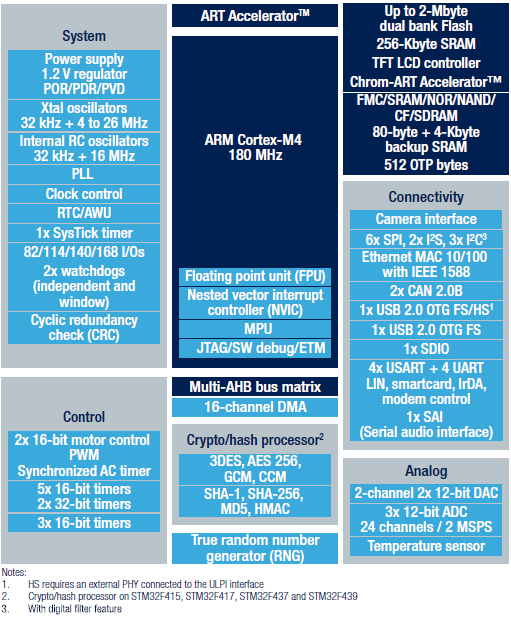 System
Power supply
1.2 V regulator
POR/PDR/PVD
Xtal oscillators
32 kHz + 4 to 26 MHz
Internal RC oscillators
32 kHz + 16 MHz
PLL
Clock control
RTC/AWU
1x SysTick timer
82/114/140/168 I/Os
2x watchdogs
(independent and
window)
Cyclic redundancy
check (CRC)
Control
2x 16-bit motor control
PWM
Synchronized AC timer
5x 16-bit timers
2x 32-bit timers
3x 16-bit timers
ART Accelerator™
ARM Cortex-M4
180 MHz
Floating point unit (FPU)
Nested vector interrupt
controller (NVIC)
MPU
JTAG/SW debug/ETM
Multi-AHB bus matrix
16-channel DMA
Crypto/hash processor²
3DES, AES 256,
GCM, CCM
SHA-1, SHA-256,
MD5, HMAC
True random number
generator (RNG)
Up to 2-Mbyte
dual bank Flash
256-Kbyte SRAM
TFT LCD controller
Chrom-ART Accelerator™
FMC/SRAM/NOR/NAND/
CF/SDRAM
80-byte + 4-Kbyte
backup SRAM
512 OTP bytes
Connectivity
Camera interface
6x SPI, 2x I²S, 3x I²C³
Ethernet MAC 10/100
with IEEE 1588
2x CAN 2.0B
1x USB 2.0 OTG FS/HS¹
1x USB 2.0 OTG FS
1x SDIO
4x USART + 4 UART
LIN, smartcard, IrDA,
modem control
1x SAI
(Serial audio interface)
Analog
2-channel 2x 12-bit DAC
3x 12-bit ADC
24 channels / 2 MSPS
Temperature sensor
Notes:
1. HS requires an external PHY connected to the ULPI interface
2. Crypto/hash processor on STM32F415, STM32F417, STM32F437 and STM32F439
3. With digital filter feature